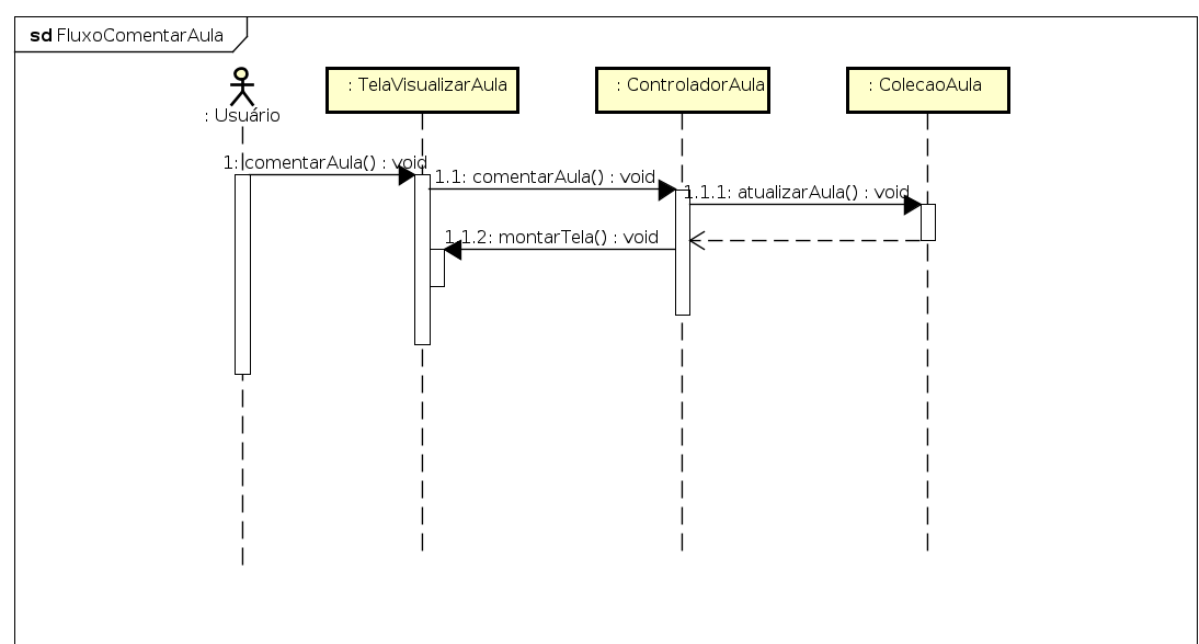 sd FluxoComentarAula
: Usuário
: TelaVisualizarAula
: ControladorAula
: ColecaoAula
1: comentarAula() : void
1.1: comentarAula() : void
1.1.1: atualizarAula() : void
1.1.2: montarTela() : void